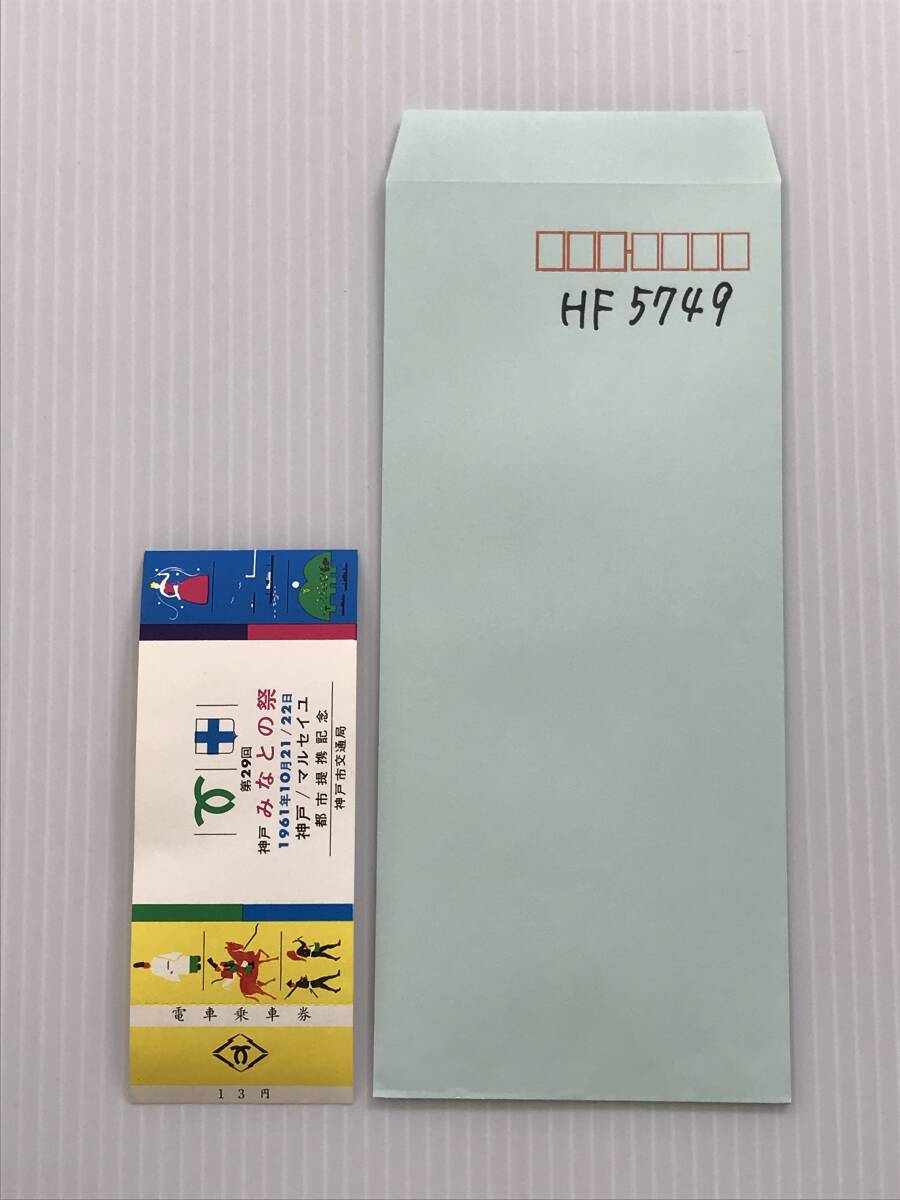 HF 5749
第29回
神戸 みなとの祭
1961年10月21/22日
神戸/マルセイユ
都市提携記念
神戸市交通局
電車乗車券
13円